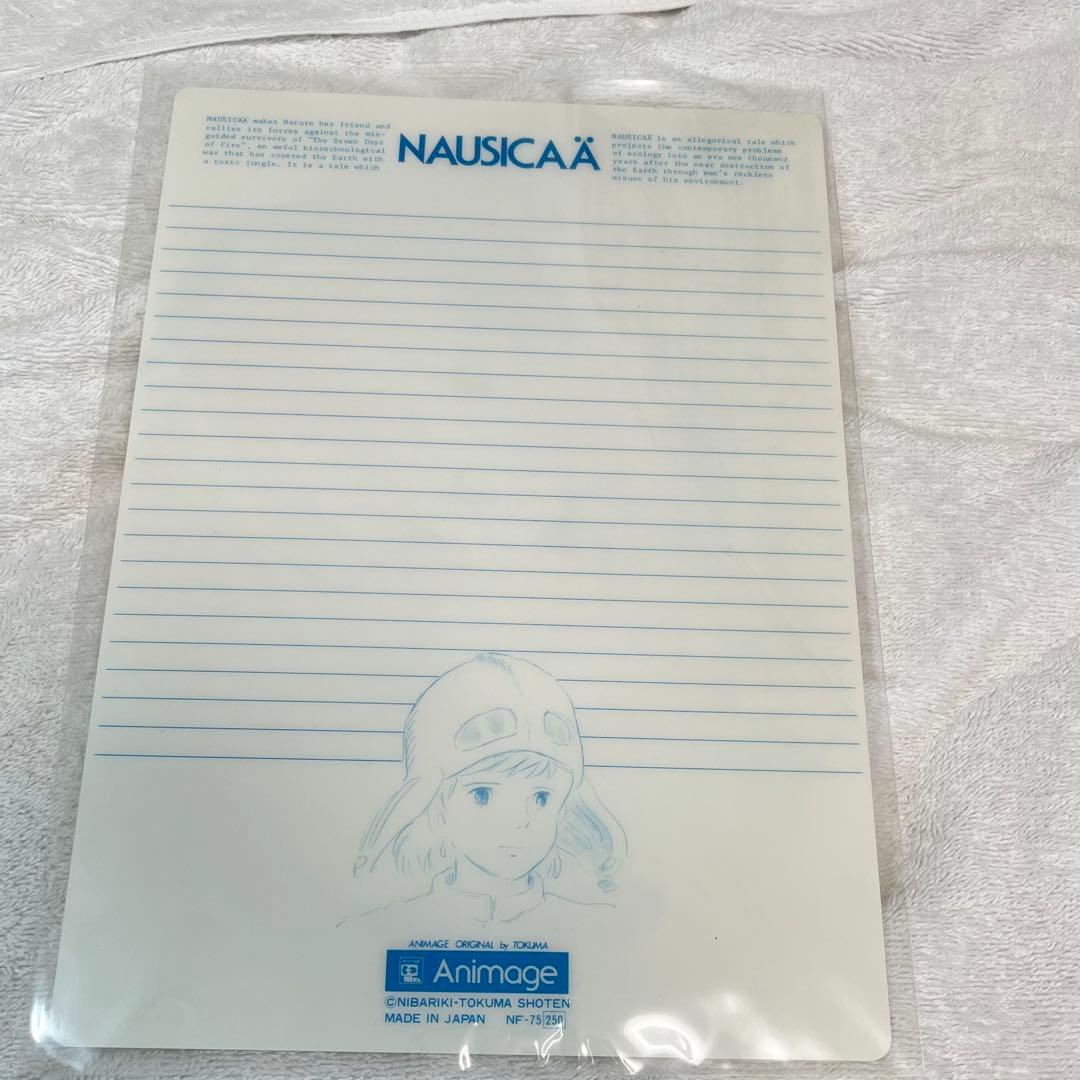 NAUSICAÄ makes Nature her friend and
rallies its forces against the mis-
guided survivors of "The Seven Days
of Fire", an awful biotechnological
war that has covered the Earth with
a toxic jungle. It is a tale which
NAUSICAÄ
NAUSICAÄ is an allegorical tale which
projects the contemporary problems
of ecology into an era one thousand
years after the near destruction of
the Earth through man's reckless
misuse of his environment.
ANIMAGE ORIGINAL by TOKUMA
Animage
©NIBARIKI·TOKUMA SHOTEN
MADE IN JAPAN NF-75 250